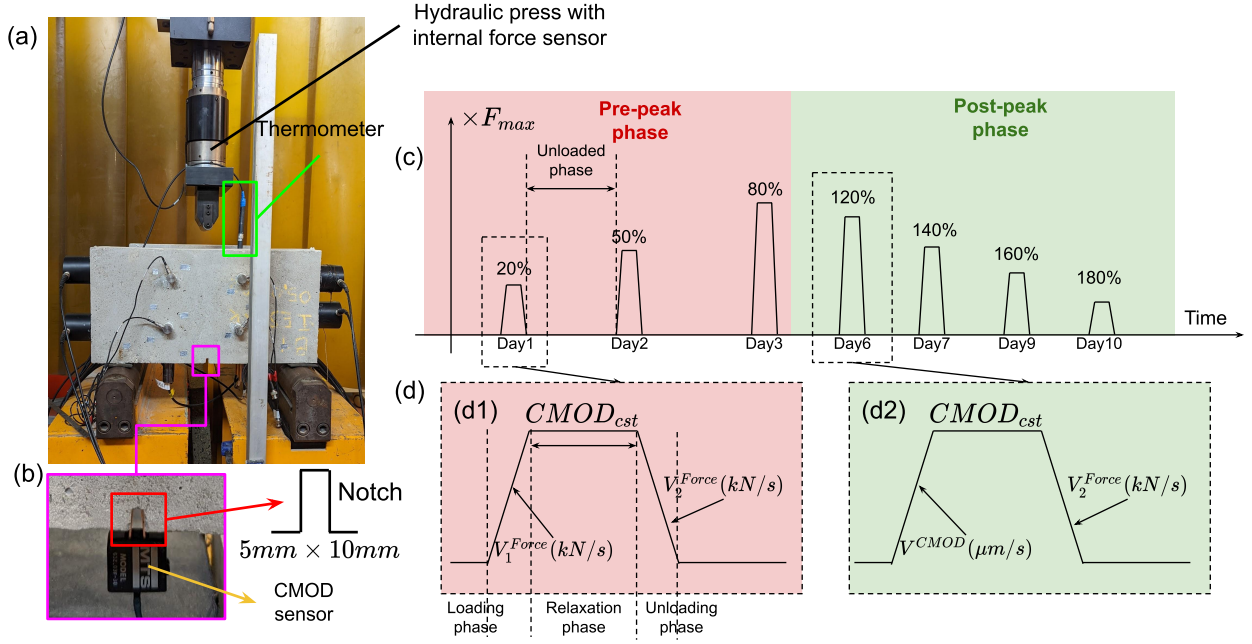 (a)
Hydraulic press with
internal force sensor
Thermometer
(b)
Notch
5mm × 10mm
CMOD
sensor
MTS
MODEL
(c)
× F_max
Pre-peak
phase
Post-peak
phase
Unloaded
phase
20%
50%
80%
120%
140%
160%
180%
Time
Day1
Day2
Day3
Day6
Day7
Day9
Day10
(d)
(d1)
CMOD_cst
V_1^Force(kN/s)
V_2^Force(kN/s)
Loading
phase
Relaxation
phase
Unloading
phase
(d2)
CMOD_cst
V^CMOD(μm/s)
V_2^Force(kN/s)